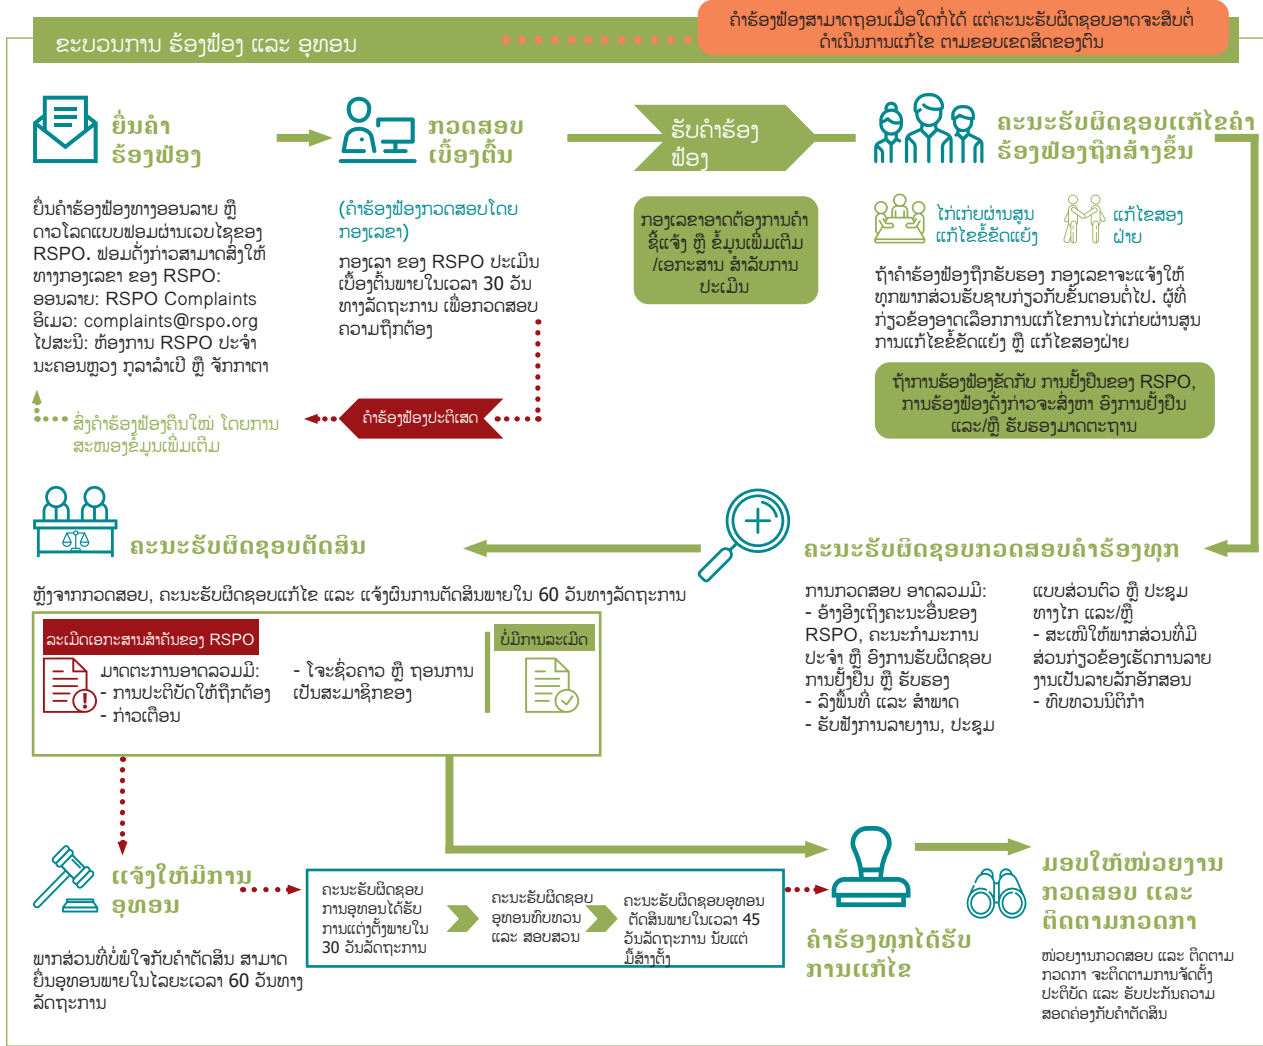 ຂະບວນການ ຮ້ອງຟ້ອງ ແລະ ອຸທອນ
ຄຳຮ້ອງຟ້ອງສາມາດຖອນເມື່ອໃດກໍ່ໄດ້ ແຕ່ຄະນະຮັບຜິດຊອບອາດຈະສືບຕໍ່
ດຳເນີນການແກ້ໄຂ ຕາມຂອບເຂດສິດຂອງຕົນ
ຍື່ນຄຳ
ຮ້ອງຟ້ອງ
ຍື່ນຄຳຮ້ອງຟ້ອງທາງອອນລາຍ ຫຼື
ດາວໂລດແບບຟອມຜ່ານເວບໄຊຂອງ
RSPO. ຟອມດັ່ງກ່າວສາມາດສົ່ງໃຫ້
ທາງກອງເລຂາ ຂອງ RSPO:
ອອນລາຍ: RSPO Complaints
ອີເມວ: complaints@rspo.org
ໄປສະນີ: ຫ້ອງການ RSPO ປະຈຳ
ນະຄອນຫຼວງ ກູລາລຳເປີ ຫຼື ຈັກກາຕາ
ສົ່ງຄຳຮ້ອງຟ້ອງຄືນໃໝ່ ໂດຍການ
ສະໜອງຂໍ້ມູນເພີ່ມເຕີມ
ກວດສອບ
ເບື້ອງຕົ້ນ
(ຄຳຮ້ອງຟ້ອງກວດສອບໂດຍ
ກອງເລຂາ)
ກອງເລາ ຂອງ RSPO ປະເມີນ
ເບື້ອງຕົ້ນພາຍໃນເວລາ 30 ວັນ
ທາງລັດຖະການ ເພື່ອກວດສອບ
ຄວາມຖືກຕ້ອງ
ຄຳຮ້ອງຟ້ອງປະຕິເສດ
ຮັບຄຳຮ້ອງ
ຟ້ອງ
ກອງເລຂາອາດຕ້ອງການຄຳ
ຊີ້ແຈ້ງ ຫຼື ຂໍ້ມູນເພີ່ມເຕີມ
/ເອກະສານ ສຳລັບການ
ປະເມີນ
ຄະນະຮັບຜິດຊອບແກ້ໄຂຄຳ
ຮ້ອງຟ້ອງຖືກສ້າງຂຶ້ນ
ໄກ່ເກ່ຍຜ່ານສູນ
ແກ້ໄຂຂໍ້ຂັດແຍ້ງ
ແກ້ໄຂສອງ
ຝ່າຍ
ຖ້າຄຳຮ້ອງຟ້ອງຖືກຮັບຮອງ ກອງເລຂາຈະແຈ້ງໃຫ້
ທຸກພາກສ່ວນຮັບຊາບກ່ຽວກັບຂັ້ນຕອນຕໍ່ໄປ. ຜູ້ທີ່
ກ່ຽວຂ້ອງອາດເລືອກການແກ້ໄຂການໄກ່ເກ່ຍຜ່ານສູນ
ການແກ້ໄຂຂໍ້ຂັດແຍ້ງ ຫຼື ແກ້ໄຂສອງຝ່າຍ
ຖ້າການຮ້ອງຟ້ອງຂັດກັບ ການຢັ້ງຢືນຂອງ RSPO,
ການຮ້ອງຟ້ອງດັ່ງກ່າວຈະສົ່ງຫາ ອົງການຢັ້ງຢືນ
ແລະ/ຫຼື ຮັບຮອງມາດຕະຖານ
ຄະນະຮັບຜິດຊອບກວດສອບຄຳຮ້ອງທຸກ
ການກວດສອບ ອາດລວມມີ:
- ອ້າງອີງເຖິງຄະນະອື່ນຂອງ
RSPO, ຄະນະກຳມະການ
ປະຈຳ ຫຼື ອົງການຮັບຜິດຊອບ
ການຢັ້ງຢືນ ຫຼື ຮັບຮອງ
- ລົງພື້ນທີ່ ແລະ ສຳພາດ
- ຮັບຟັງການລາຍງານ, ປະຊຸມ
ແບບສ່ວນຕົວ ຫຼື ປະຊຸມ
ທາງໄກ ແລະ/ຫຼື
- ສະເໜີໃຫ້ພາກສ່ວນທີ່ມີ
ສ່ວນກ່ຽວຂ້ອງເຮັດການລາຍ
ງານເປັນລາຍລັກອັກສອນ
- ທົບທວນນິຕິກຳ
ຄະນະຮັບຜິດຊອບຕັດສິນ
ຫຼັງຈາກກວດສອບ, ຄະນະຮັບຜິດຊອບແກ້ໄຂ ແລະ ແຈ້ງຜົນການຕັດສິນພາຍໃນ 60 ວັນທາງລັດຖະການ
ລະເມີດເອກະສານສຳຄັນຂອງ RSPO
ມາດຕະການອາດລວມມີ:
- ການປະຕິບັດໃຫ້ຖືກຕ້ອງ
- ກ່າວເຕືອນ
- ໂຈະຊົ່ວຄາວ ຫຼື ຖອນການ
ເປັນສະມາຊິກຂອງ
ບໍ່ມີການລະເມີດ
ແຈ້ງໃຫ້ມີການ
ອຸທອນ
ພາກສ່ວນທີ່ບໍ່ພໍໃຈກັບຄຳຕັດສິນ ສາມາດ
ຍື່ນອຸທອນພາຍໃນໄລຍະເວລາ 60 ວັນທາງ
ລັດຖະການ
ຄະນະຮັບຜິດຊອບ
ການອຸທອນໄດ້ຮັບ
ການແຕ່ງຕັ້ງພາຍໃນ
30 ວັນລັດຖະການ
ຄະນະຮັບຜິດຊອບ
ອຸທອນທົບທວນ
ແລະ ສອບສວນ
ຄະນະຮັບຜິດຊອບອຸທອນ
ຕັດສິນພາຍໃນເວລາ 45
ວັນລັດຖະການ ນັບແຕ່
ມື້ສ້າງຕັ້ງ
ຄຳຮ້ອງທຸກໄດ້ຮັບ
ການແກ້ໄຂ
ມອບໃຫ້ໜ່ວຍງານ
ກວດສອບ ແລະ
ຕິດຕາມກວດກາ
ໜ່ວຍງານກວດສອບ ແລະ ຕິດຕາມ
ກວດກາ ຈະຕິດຕາມການຈັດຕັ້ງ
ປະຕິບັດ ແລະ ຮັບປະກັນຄວາມ
ສອດຄ່ອງກັບຄຳຕັດສິນ